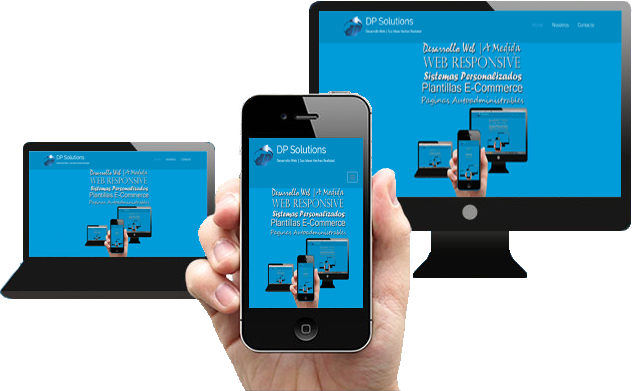 DP Solutions
Desarrollo Web | Tus Ideas Hechas Realidad
Inicio Nosotros Contacto
Desarrollo Web | A Medida
WEB RESPONSIVE
Sistemas Personalizados
Plantillas E-Commerce
Paginas Autoadministrables
DP Solutions
Desarrollo Web | Tus Ideas Hechas Realidad
Desarrollo Web | A Medida
WEB RESPONSIVE
Sistemas Personalizados
Plantillas E-Commerce
Paginas Autoadministrables
DP Solutions
Nosotros Contacto
Desarrollo Web | A Medida
WEB RESPONSIVE
Sistemas Personalizados
Plantillas E-Commerce
Paginas Autoadministrables